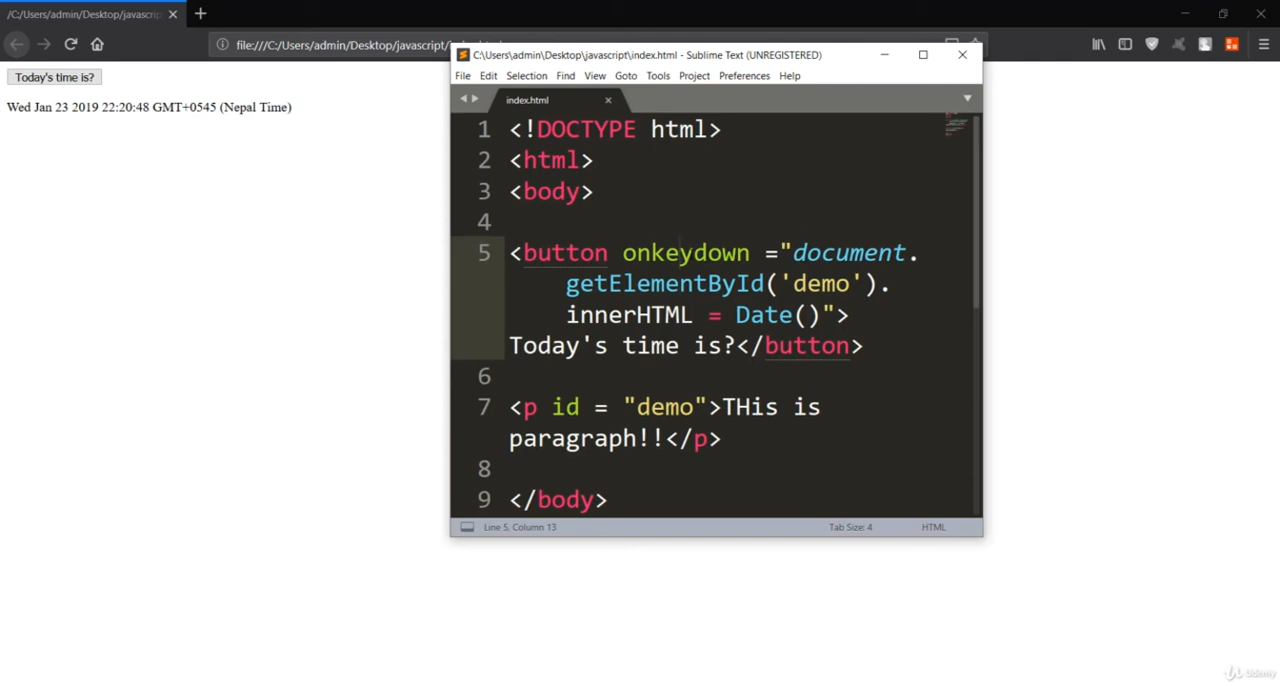 /C:/Users/admin/Desktop/javascrip
file:///C:/Users/admin/Desktop/javascript/
Today's time is?
Wed Jan 23 2019 22:20:48 GMT+0545 (Nepal Time)
C:\Users\admin\Desktop\javascript\index.html - Sublime Text (UNREGISTERED)
File Edit Selection Find View Goto Tools Project Preferences Help
index.html
1 <!DOCTYPE html>
2 <html>
3 <body>
4
5 <button onkeydown ="document.
getElementById('demo').
innerHTML = Date()">
Today's time is?</button>
6
7 <p id = "demo">THis is
paragraph!!</p>
8
9 </body>
Line 5, Column 13 Tab Size: 4 HTML
Udemy